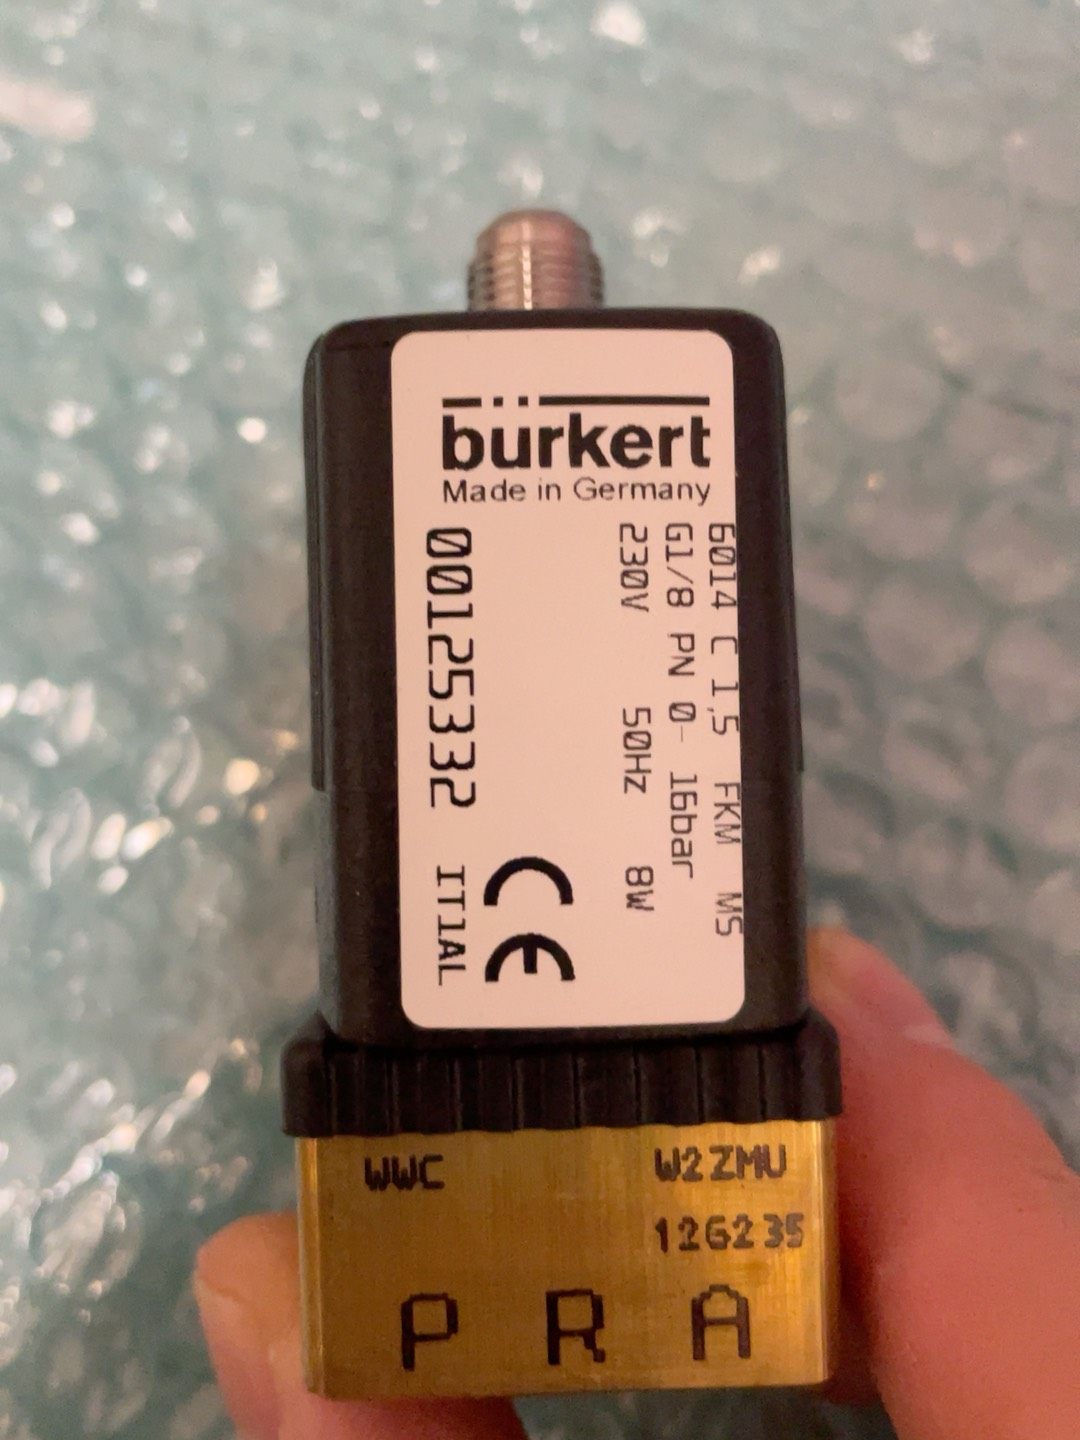 bürkert
Made in Germany
6014 C 1,5 FKM MS
G1/8 PN 0- 16bar
230V 50Hz 8W
CE
00125332 IT1AL
WWC W2ZMU
126235
P R A